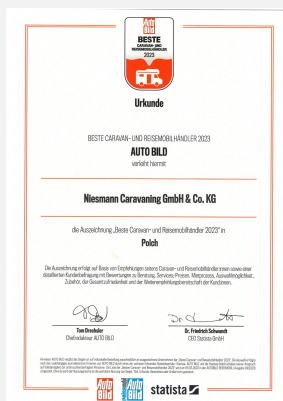 Auto
Bild
BESTE
CARAVAN- UND
REISEMOBILHÄNDLER
2023
Urkunde
BESTE CARAVAN- UND REISEMOBILHÄNDLER 2023
AUTO BILD
verleiht hiermit
Niesmann Caravaning GmbH & Co. KG
die Auszeichnung „Beste Caravan- und Reisemobilhändler 2023" in
Polch
Die Auszeichnung erfolgt auf Basis von Empfehlungen seitens Caravan- und Reisemobilhändler:innen sowie einer
detaillierten Kundenbefragung mit Bewertungen zu Beratung, Services, Preisen, Mietprozess, Auswahlmöglichkeit,
Zubehör, der Gesamtzufriedenheit und der Weiterempfehlungsbereitschaft der Kund:innen.
Tom Drechsler
Chefredakteur AUTO BILD
Dr. Friedrich Schwandt
CEO Statista GmbH
Auto
Bild
Auto
Bild
statista